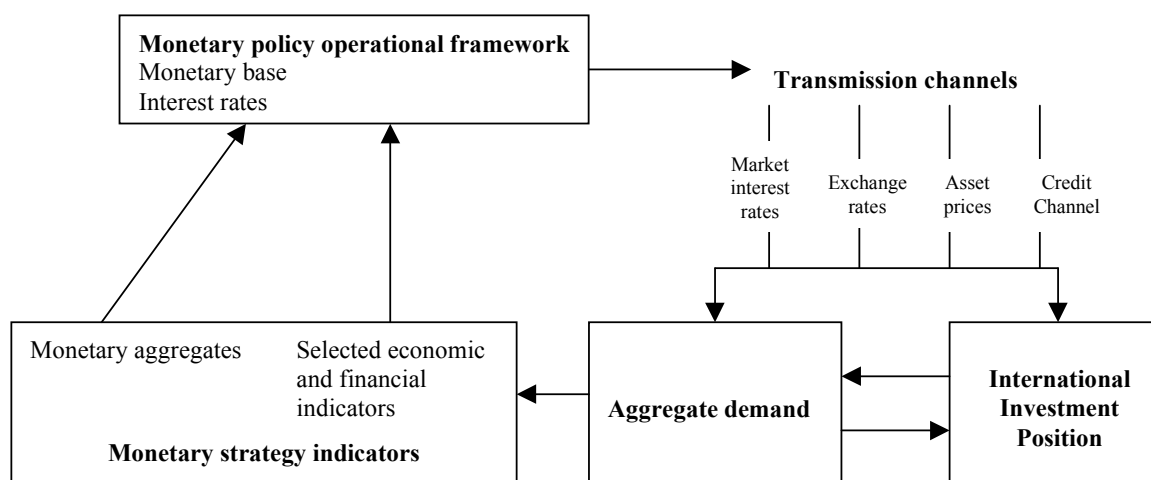 Monetary policy operational framework
Monetary base
Interest rates
Transmission channels
Market
interest
rates
Exchange
rates
Asset
prices
Credit
Channel
Monetary aggregates
Selected economic
and financial
indicators
Monetary strategy indicators
Aggregate demand
International
Investment
Position